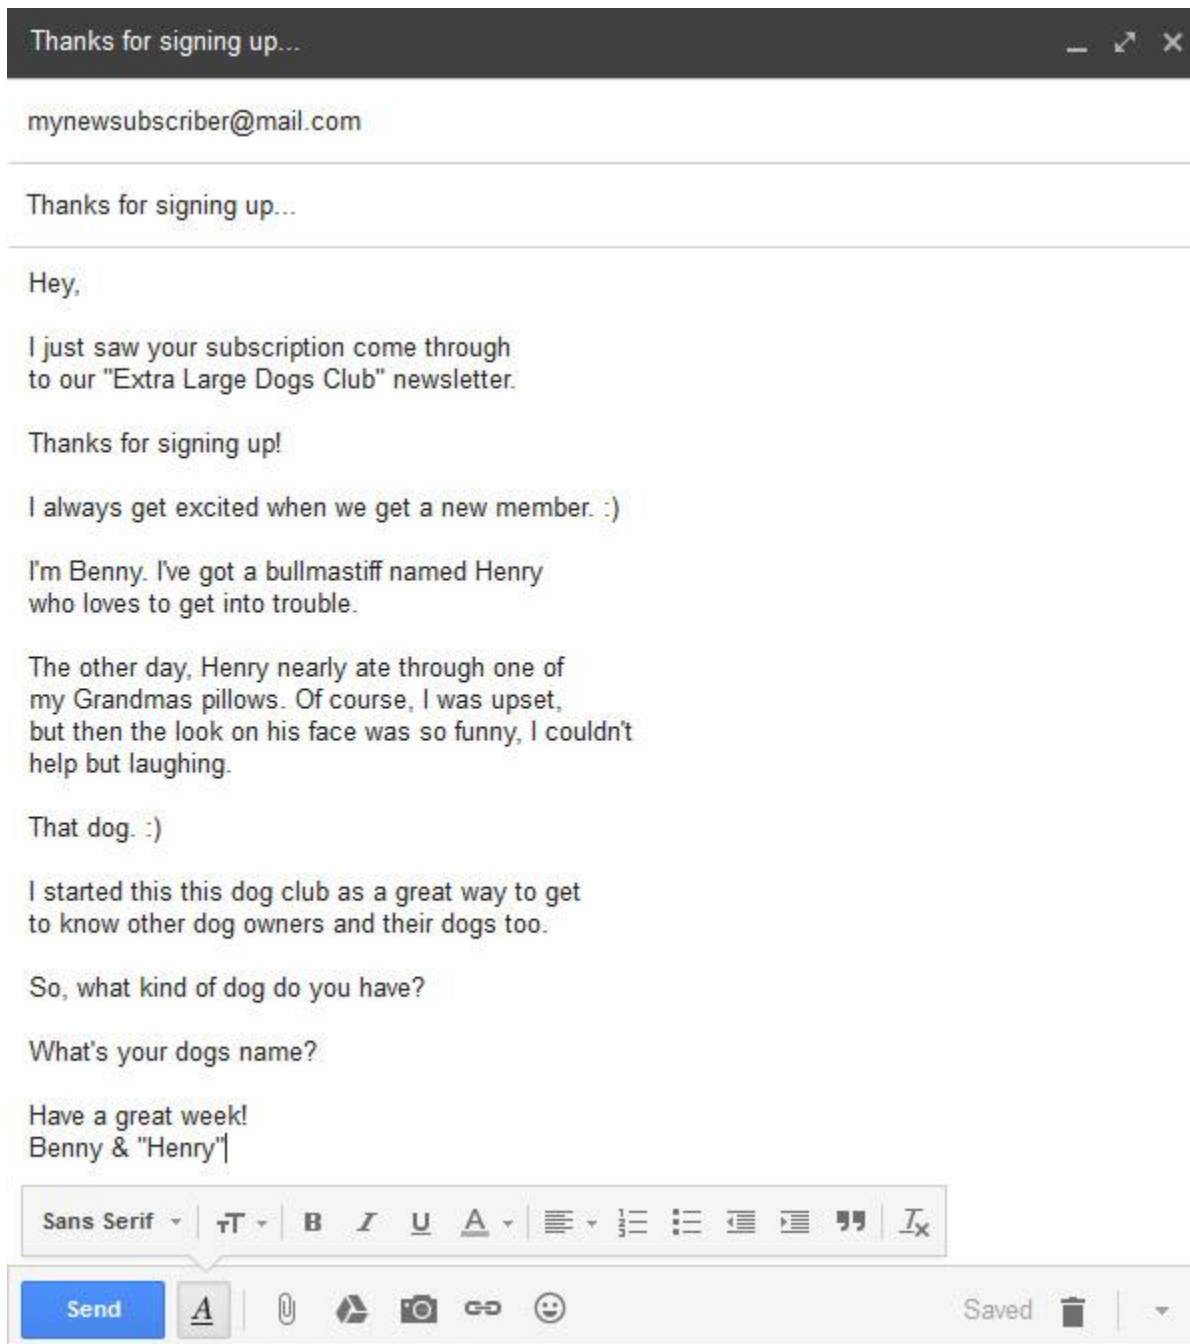 Thanks for signing up...
mynewsubscriber@mail.com
Thanks for signing up...
Hey,
I just saw your subscription come through
to our "Extra Large Dogs Club" newsletter.
Thanks for signing up!
I always get excited when we get a new member. :)
I'm Benny. I've got a bullmastiff named Henry
who loves to get into trouble.
The other day, Henry nearly ate through one of
my Grandmas pillows. Of course, I was upset,
but then the look on his face was so funny, I couldn't
help but laughing.
That dog. :)
I started this this dog club as a great way to get
to know other dog owners and their dogs too.
So, what kind of dog do you have?
What's your dogs name?
Have a great week!
Benny & "Henry"
Sans Serif TT B I U A Tx
Send A Saved